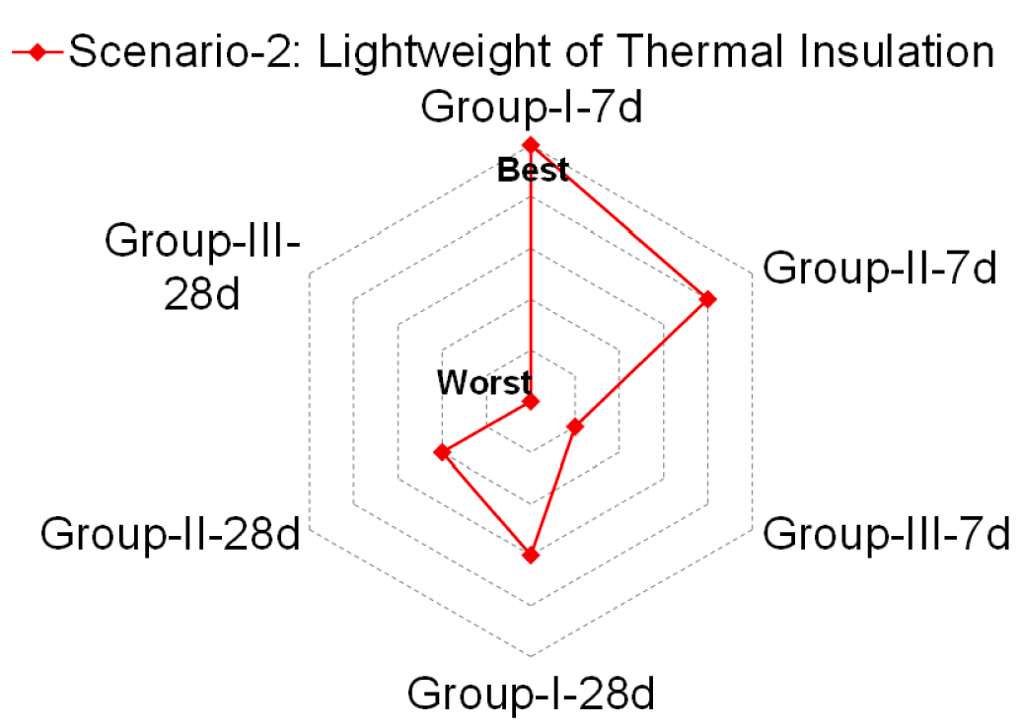 Scenario-2: Lightweight of Thermal Insulation
Group-I-7d
Best
Group-III-
28d
Group-II-7d
Worst
Group-II-28d
Group-III-7d
Group-I-28d